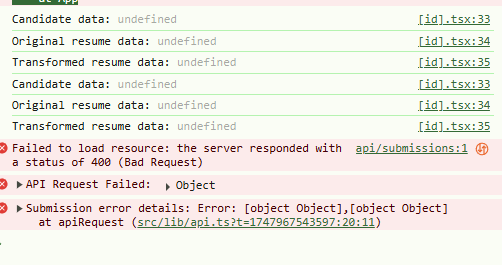 at App
Candidate data: undefined [id].tsx:33
Original resume data: undefined [id].tsx:34
Transformed resume data: undefined [id].tsx:35
Candidate data: undefined [id].tsx:33
Original resume data: undefined [id].tsx:34
Transformed resume data: undefined [id].tsx:35
Failed to load resource: the server responded with api/submissions:1
a status of 400 (Bad Request)
API Request Failed: Object
Submission error details: Error: [object Object],[object Object]
at apiRequest (src/lib/api.ts?t=1747967543597:20:11)